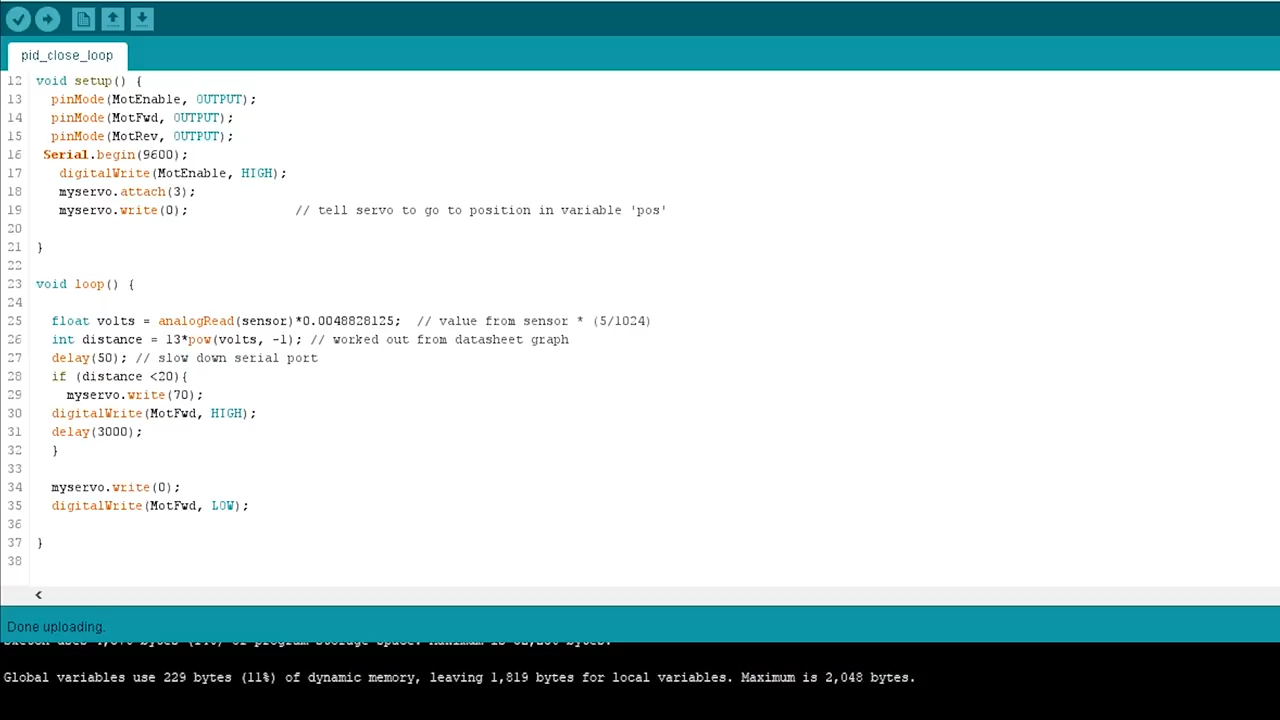 pid_close_loop
12 void setup() {
13 pinMode(MotEnable, OUTPUT);
14 pinMode(MotFwd, OUTPUT);
15 pinMode(MotRev, OUTPUT);
16 Serial.begin(9600);
17 digitalWrite(MotEnable, HIGH);
18 myservo.attach(3);
19 myservo.write(0); // tell servo to go to position in variable 'pos'
20
21 }
22
23 void loop() {
24
25 float volts = analogRead(sensor)*0.0048828125; // value from sensor * (5/1024)
26 int distance = 13*pow(volts, -1); // worked out from datasheet graph
27 delay(50); // slow down serial port
28 if (distance <20){
29 myservo.write(70);
30 digitalWrite(MotFwd, HIGH);
31 delay(3000);
32 }
33
34 myservo.write(0);
35 digitalWrite(MotFwd, LOW);
36
37 }
38
Done uploading.
Global variables use 229 bytes (11%) of dynamic memory, leaving 1,819 bytes for local variables. Maximum is 2,048 bytes.